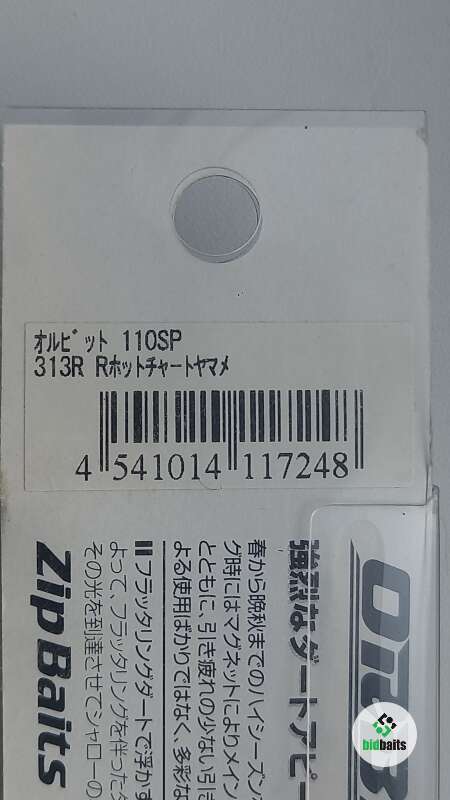 オルビット 110SP
313R Rホットチャートヤマメ
4 541014 117248
強烈なダートアピー
春から晩秋までのハイシーズン
グ時にはマグネットによりメイン
とともに、引き疲れの少ない引き
よる使用ばかりではなく、多彩な
フラッタリングダートで浮かす
よって、フラッタリングを伴った
その光を到達させてシャローの
Zip Baits
bidbaits